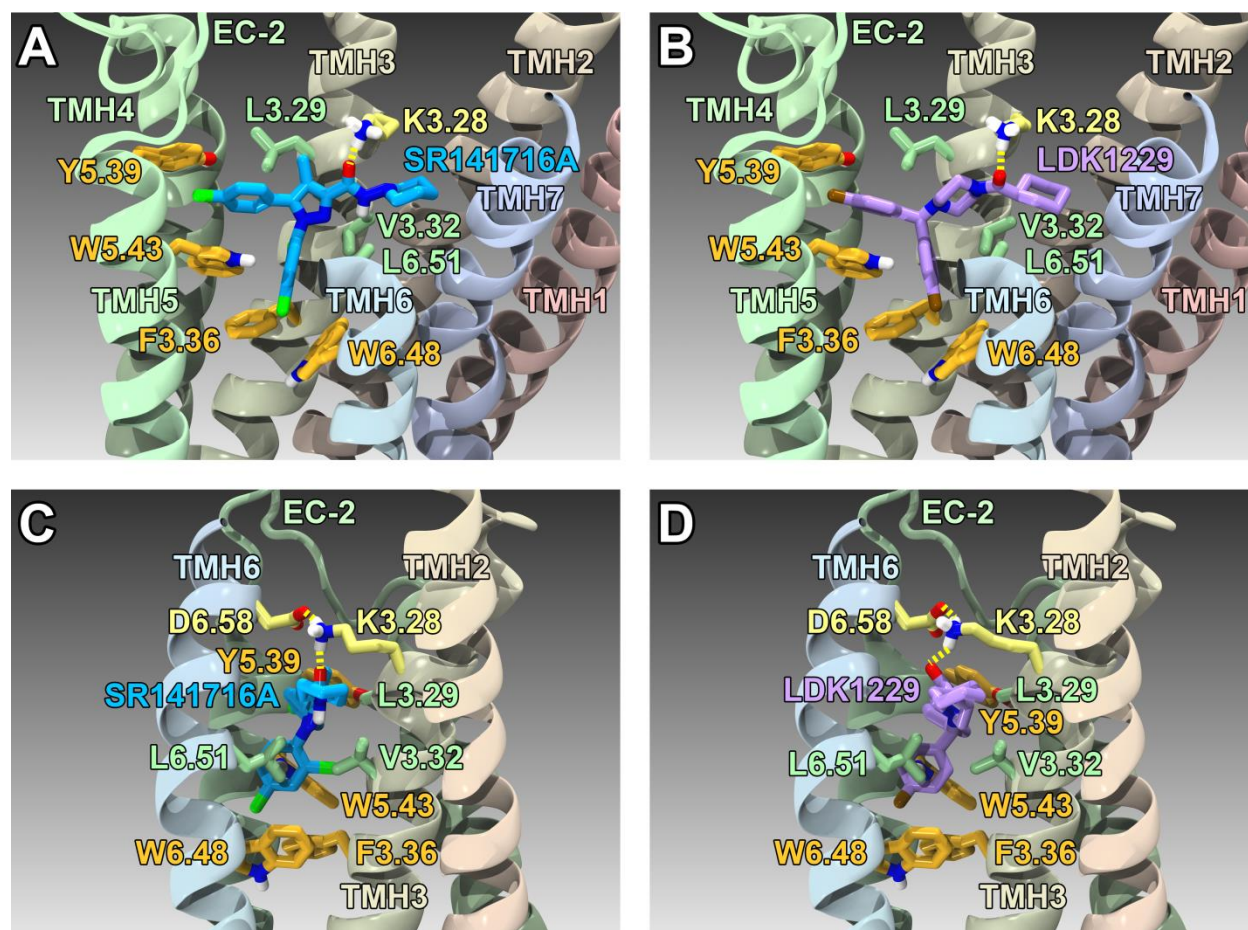 A
EC-2
TMH3
TMH2
TMH4
L3.29
K3.28
Y5.39
SR141716A
TMH7
W5.43
V3.32
L6.51
TMH5
TMH6
TMH1
F3.36
W6.48
B
EC-2
TMH3
TMH2
TMH4
L3.29
K3.28
Y5.39
LDK1229
TMH7
W5.43
V3.32
L6.51
TMH5
TMH6
TMH1
F3.36
W6.48
C
EC-2
TMH6
TMH2
D6.58
K3.28
Y5.39
SR141716A
L3.29
L6.51
V3.32
W5.43
W6.48
F3.36
TMH3
D
EC-2
TMH6
TMH2
D6.58
K3.28
LDK1229
L3.29
Y5.39
L6.51
V3.32
W5.43
W6.48
F3.36
TMH3